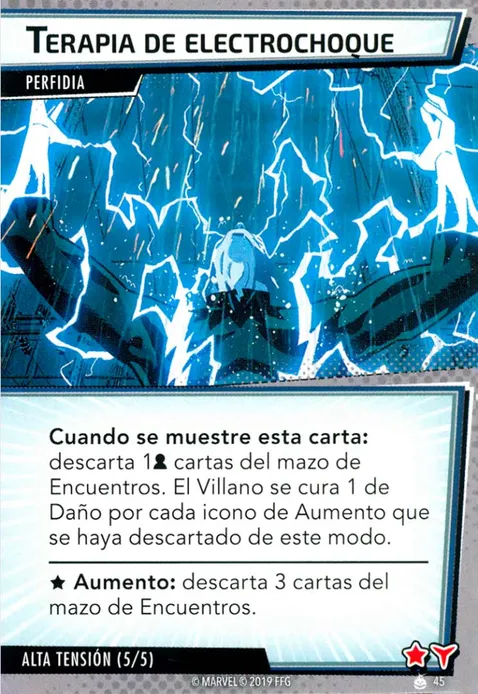 TERAPIA DE ELECTROCHOQUE
PERFIDIA
Cuando se muestre esta carta:
descarta 1 cartas del mazo de
Encuentros. El Villano se cura 1 de
Daño por cada icono de Aumento que
se haya descartado de este modo.
★ Aumento: descarta 3 cartas del
mazo de Encuentros.
ALTA TENSIÓN (5/5)
© MARVEL © 2019 FFG
45